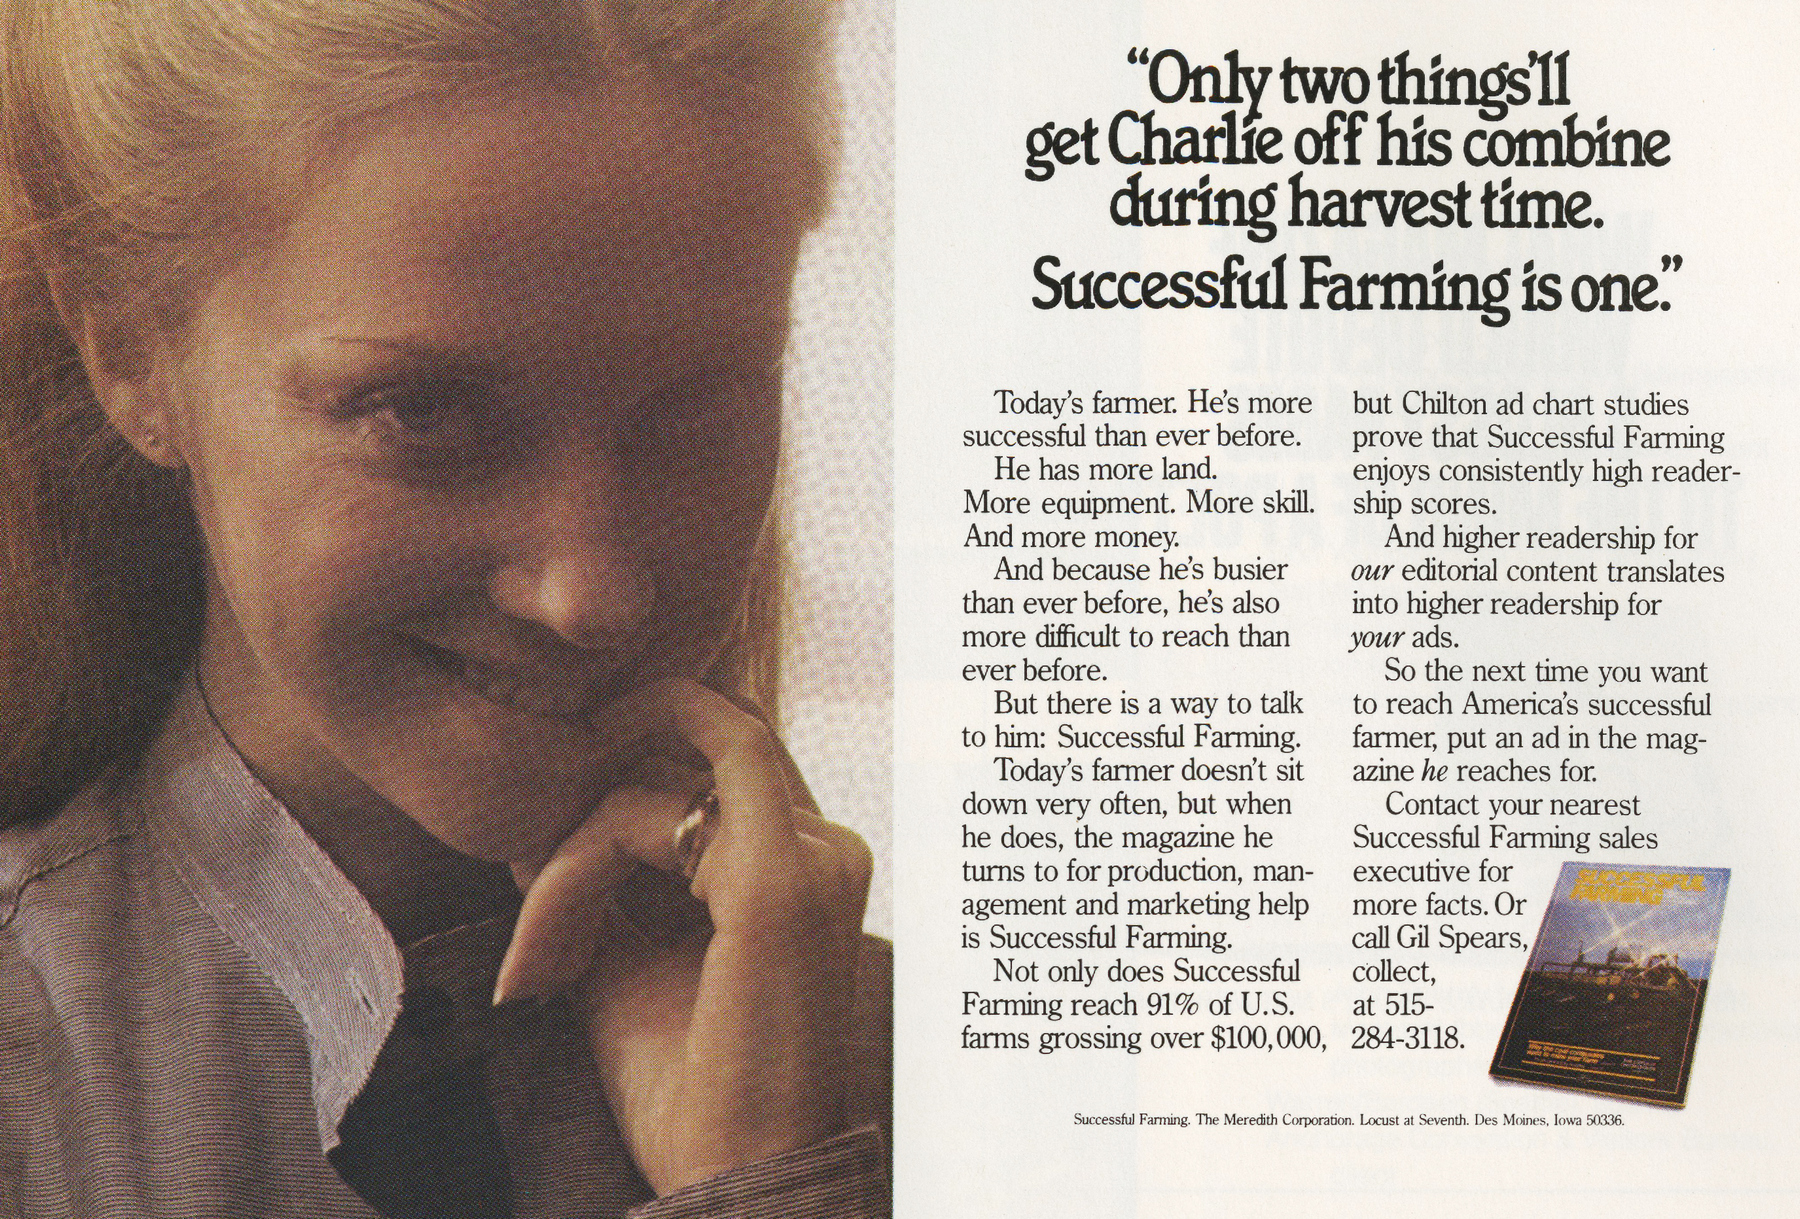 “Only two things’ll
get Charlie off his combine
during harvest time.
Successful Farming is one.”
Today’s farmer. He’s more
successful than ever before.
He has more land.
More equipment. More skill.
And more money.
And because he’s busier
than ever before, he’s also
more difficult to reach than
ever before.
But there is a way to talk
to him: Successful Farming.
Today’s farmer doesn’t sit
down very often, but when
he does, the magazine he
turns to for production, man-
agement and marketing help
is Successful Farming.
Not only does Successful
Farming reach 91% of U.S.
farms grossing over $100,000,
but Chilton ad chart studies
prove that Successful Farming
enjoys consistently high reader-
ship scores.
And higher readership for
our editorial content translates
into higher readership for
your ads.
So the next time you want
to reach America’s successful
farmer, put an ad in the mag-
azine he reaches for.
Contact your nearest
Successful Farming sales
executive for
more facts. Or
call Gil Spears,
collect,
at 515-
284-3118.
SUCCESSFUL
FARMING
Successful Farming. The Meredith Corporation. Locust at Seventh. Des Moines, Iowa 50336.